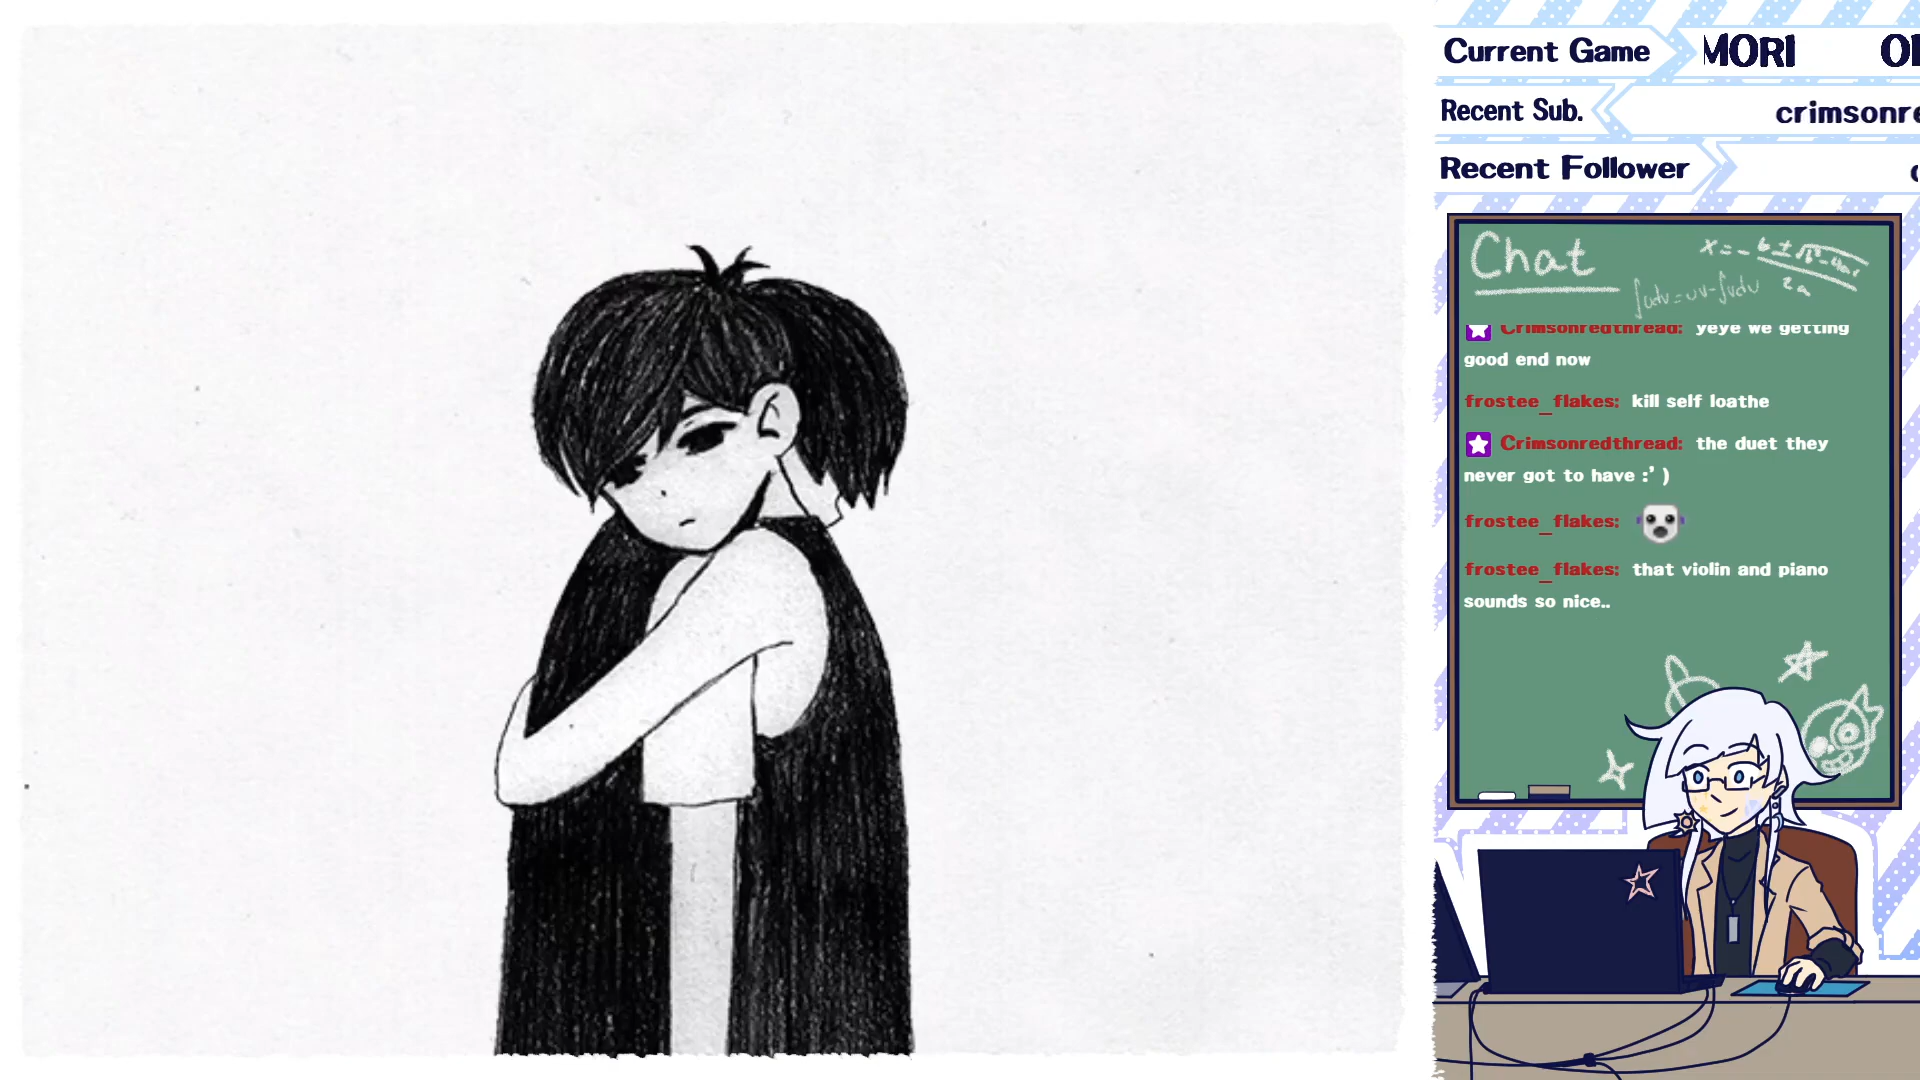 Current Game MORI
Recent Sub. crimsonre
Recent Follower
Chat
Crimsonredthread: yeye we getting
good end now
frostee_flakes: kill self loathe
Crimsonredthread: the duet they
never got to have :' )
frostee_flakes:
frostee_flakes: that violin and piano
sounds so nice..